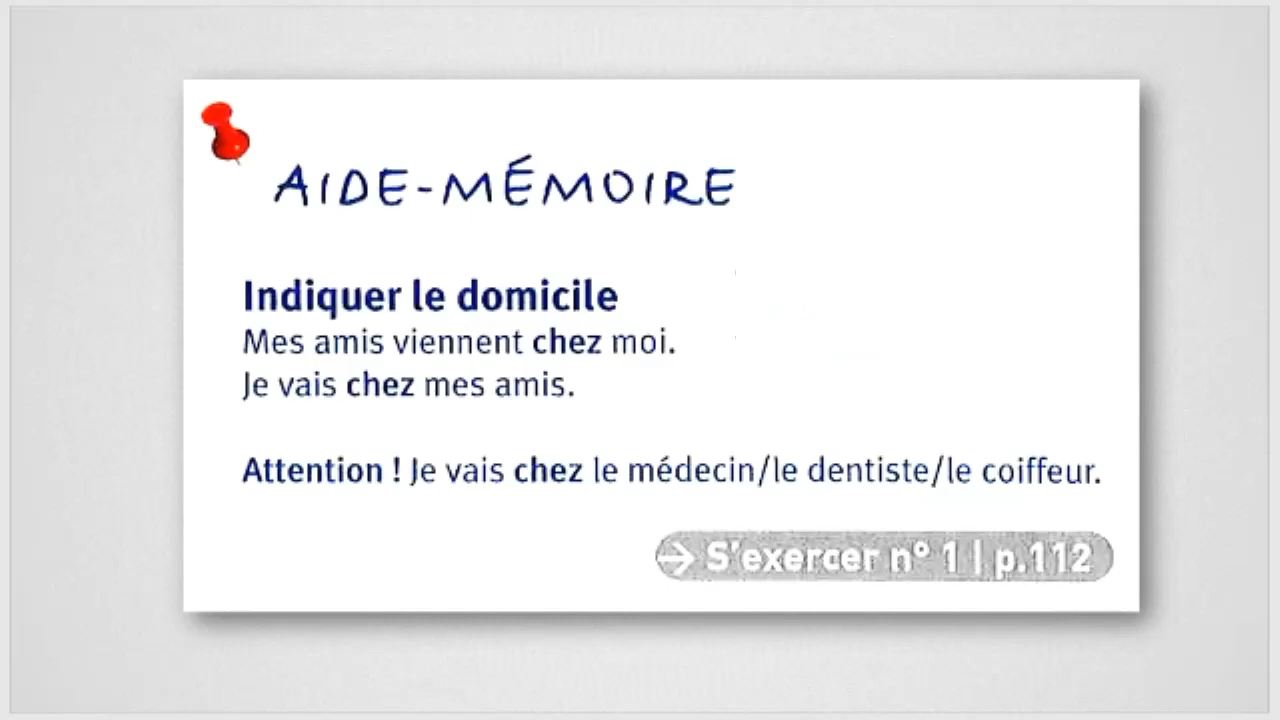 AIDE-MÉMOIRE
Indiquer le domicile
Mes amis viennent chez moi.
Je vais chez mes amis.
Attention ! Je vais chez le médecin/le dentiste/le coiffeur.
→ S'exercer n° 1 | p.112